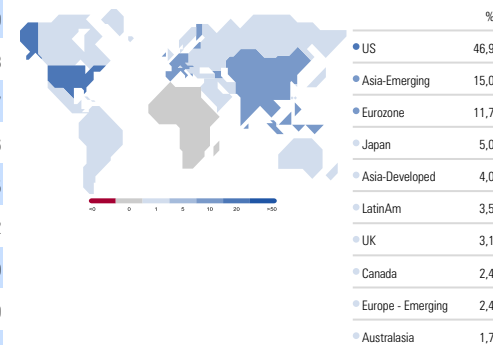 %
US 46,9
Asia-Emerging 15,0
Eurozone 11,7
Japan 5,0
Asia-Developed 4,0
LatinAm 3,5
UK 3,1
Canada 2,4
Europe - Emerging 2,4
Australasia 1,7
<0 0 1 5 10 20 >50